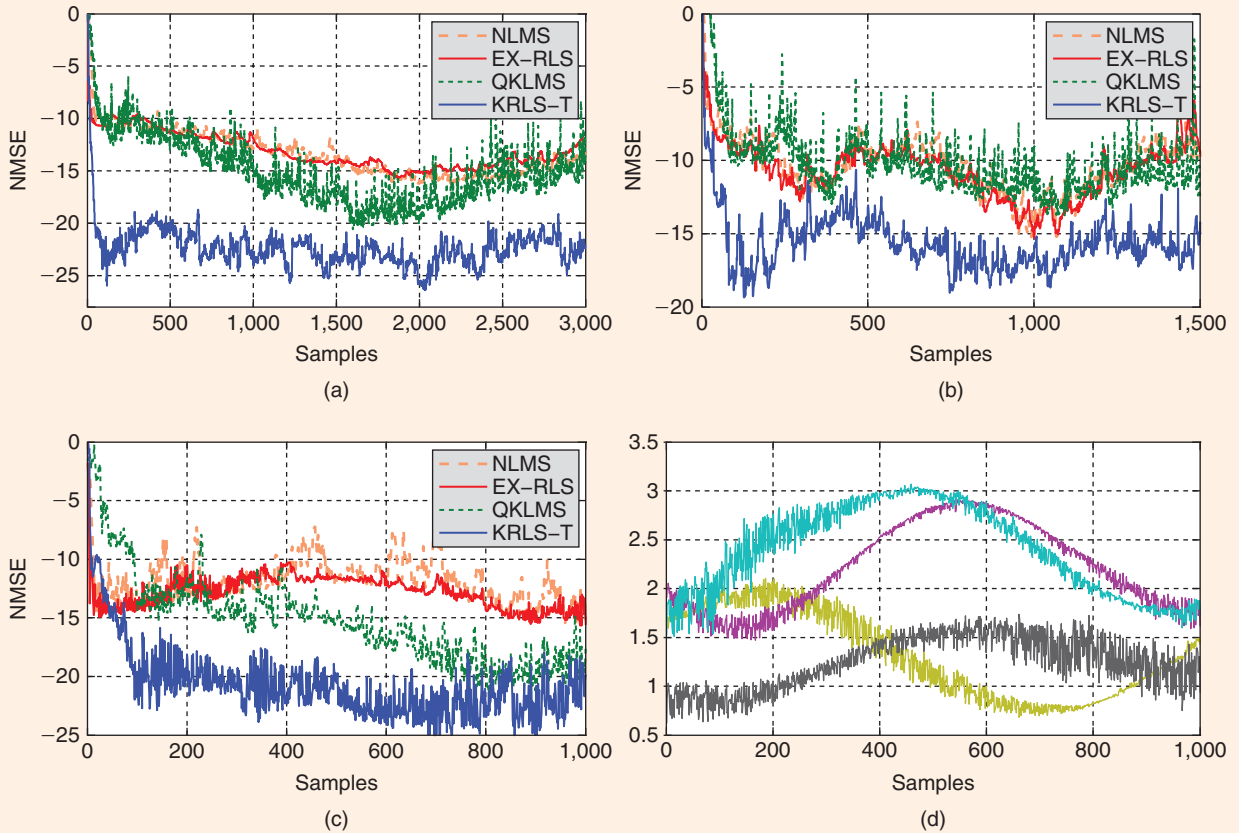 0
−5
−10
−15
−20
−25
NMSE
NLMS
EX−RLS
QKLMS
KRLS−T
0 500 1,000 1,500 2,000 2,500 3,000
Samples
(a)
0
−5
−10
−15
−20
NMSE
NLMS
EX−RLS
QKLMS
KRLS−T
0 500 1,000 1,500
Samples
(b)
0
−5
−10
−15
−20
−25
NMSE
NLMS
EX−RLS
QKLMS
KRLS−T
0 200 400 600 800 1,000
Samples
(c)
3.5
3
2.5
2
1.5
1
0.5
0 200 400 600 800 1,000
Samples
(d)